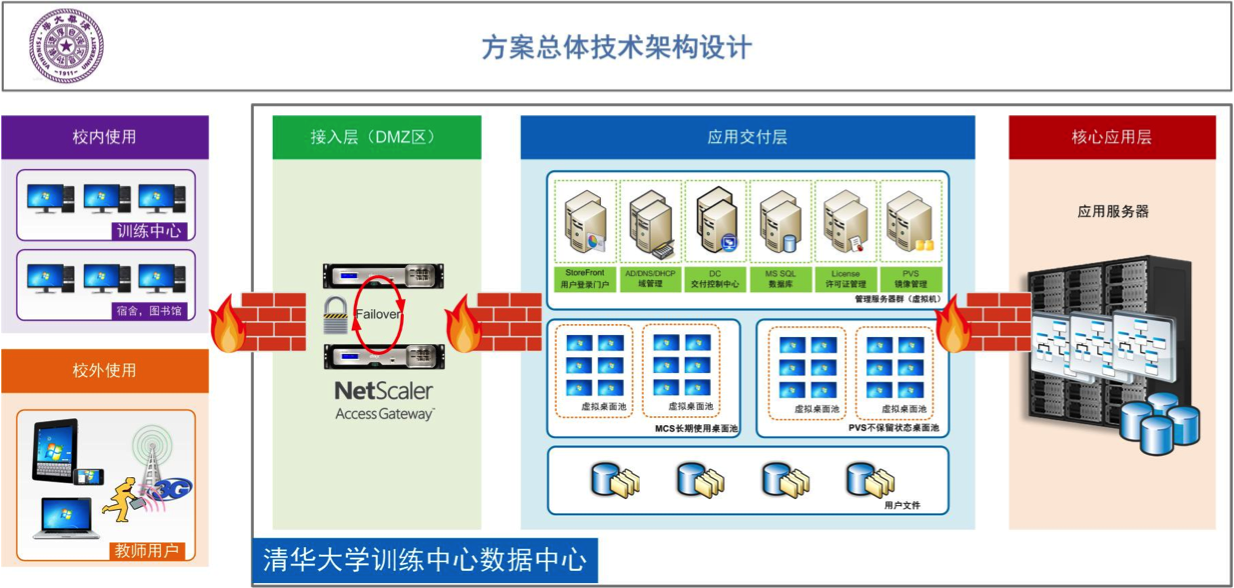 清華大學
TSINGHUA UNIVERSITY
~1911~
方案总体技术架构设计
校内使用
训练中心
宿舍，图书馆
校外使用
3G
教师用户
接入层（DMZ区）
Failover
NetScaler
Access Gateway
应用交付层
StoreFront
用户登录门户
AD/DNS/DHCP
域管理
DC
交付控制中心
MS SQL
数据库
License
许可证管理
PVS
镜像管理
管理服务器群（虚拟机）
虚拟桌面池
虚拟桌面池
MCS长期使用桌面池
虚拟桌面池
虚拟桌面池
PVS不保留状态桌面池
用户文件
核心应用层
应用服务器
清华大学训练中心数据中心